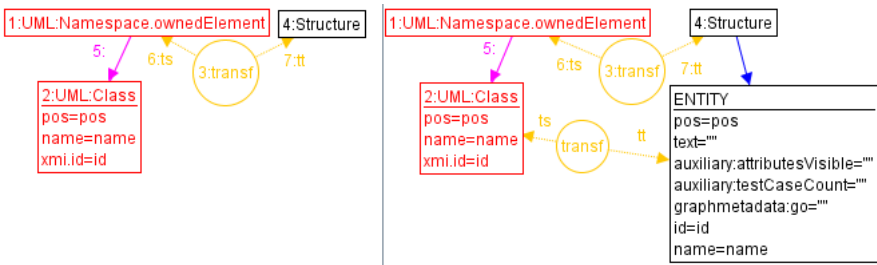 1:UML:Namespace.ownedElement
4:Structure
5:
6:ts
3:transf
7:tt
2:UML:Class
pos=pos
name=name
xmi.id=id
1:UML:Namespace.ownedElement
4:Structure
5:
6:ts
3:transf
7:tt
2:UML:Class
pos=pos
name=name
xmi.id=id
ts
transf
tt
ENTITY
pos=pos
text=""
auxiliary:attributesVisible=""
auxiliary:testCaseCount=""
graphmetadata:go=""
id=id
name=name